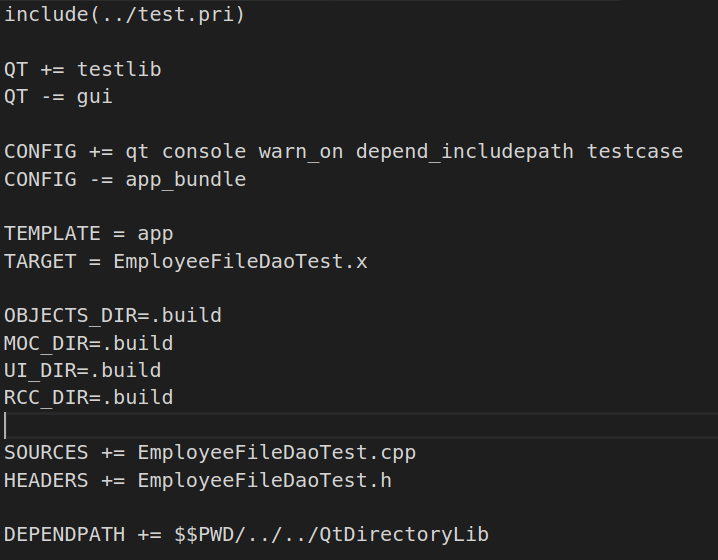 include(../test.pri)
QT += testlib
QT -= gui
CONFIG += qt console warn_on depend_includepath testcase
CONFIG -= app_bundle
TEMPLATE = app
TARGET = EmployeeFileDaoTest.x
OBJECTS_DIR=.build
MOC_DIR=.build
UI_DIR=.build
RCC_DIR=.build
SOURCES += EmployeeFileDaoTest.cpp
HEADERS += EmployeeFileDaoTest.h
DEPENDPATH += $$PWD/../../QtDirectoryLib